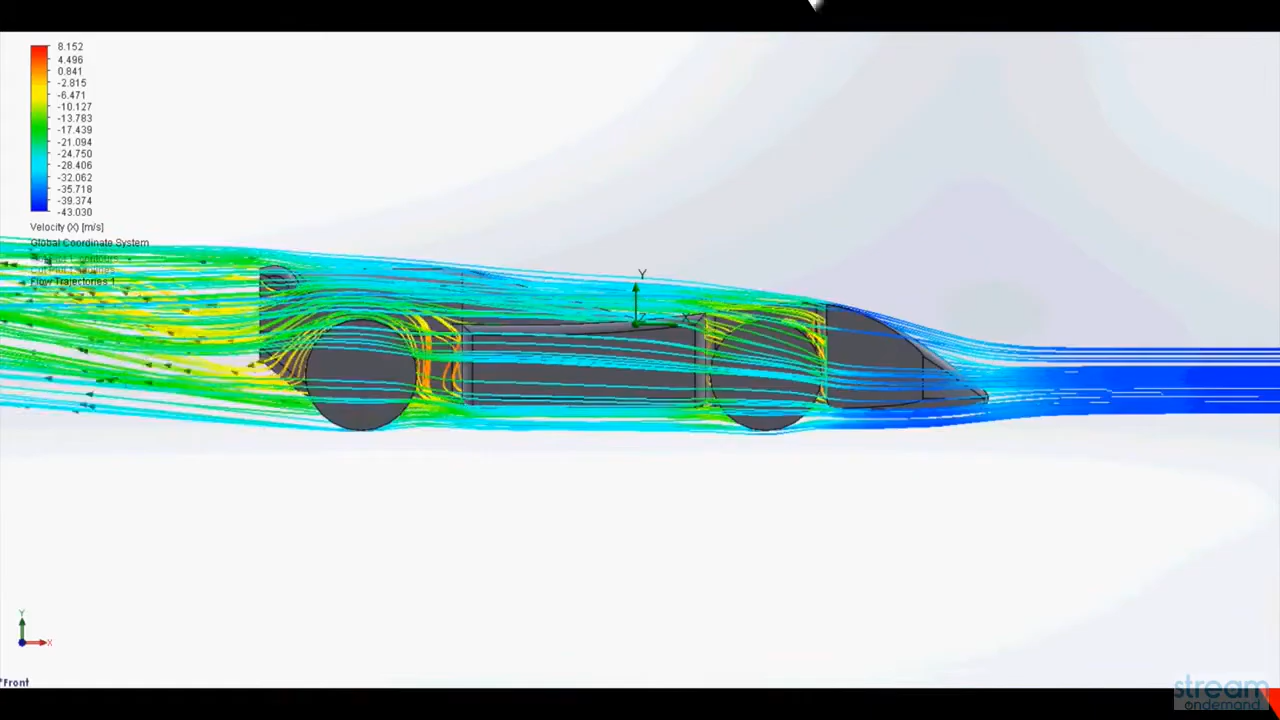 8.152
4.496
0.841
-2.815
-6.471
-10.127
-13.783
-17.439
-21.094
-24.750
-28.406
-32.062
-35.718
-39.374
-43.030
Velocity (X) [m/s]
Global Coordinate System
Flow Trajectories 1
Y
X
Y
X
*Front
stream
ondemand